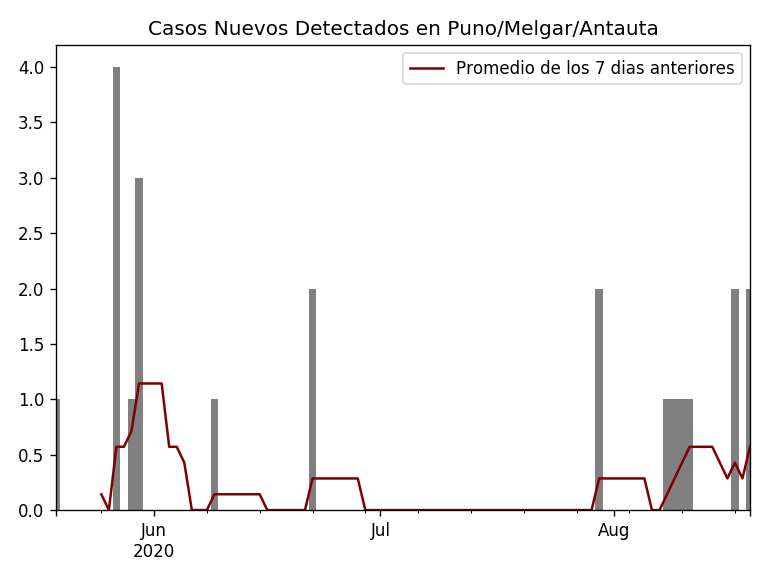 Casos Nuevos Detectados en Puno/Melgar/Antauta
Promedio de los 7 dias anteriores
4.0
3.5
3.0
2.5
2.0
1.5
1.0
0.5
0.0
Jun
2020
Jul
Aug